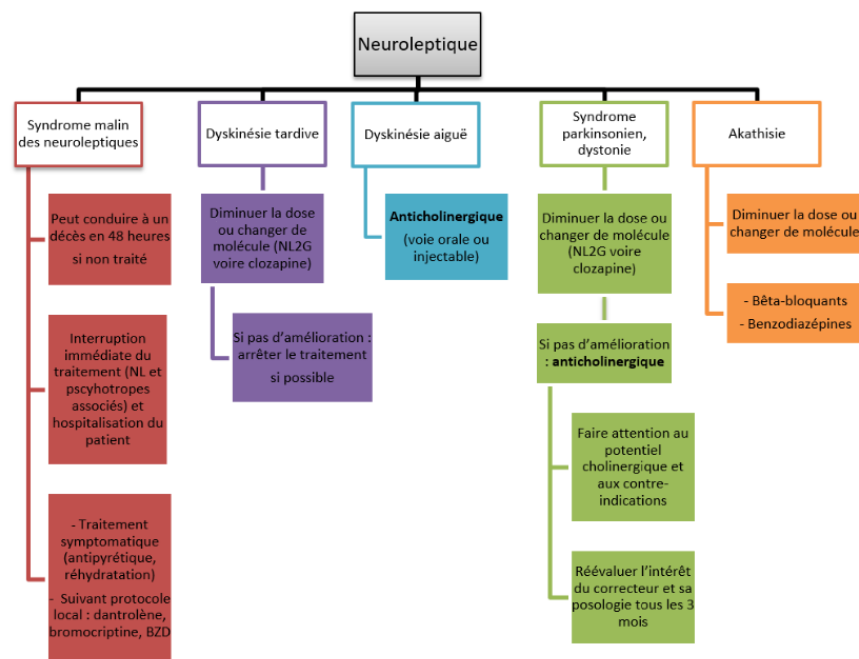 Neuroleptique
Syndrome malin
des neuroleptiques
Peut conduire à un
décès en 48 heures
si non traité
Interruption
immédiate du
traitement (NL et
pscyhotropes
associés) et
hospitalisation du
patient
- Traitement
symptomatique
(antipyrétique,
réhydratation)
- Suivant protocole
local : dantrolène,
bromocriptine, BZD
Dyskinésie tardive
Diminuer la dose
ou changer de
molécule (NL2G
voire clozapine)
Si pas d’amélioration :
arrêter le traitement
si possible
Dyskinésie aiguë
Anticholinergique
(voie orale ou
injectable)
Syndrome
parkinsonien,
dystonie
Diminuer la dose ou
changer de molécule
(NL2G voire
clozapine)
Si pas d’amélioration
: anticholinergique
Faire attention au
potentiel
cholinergique et
aux contre-
indications
Réévaluer l’intérêt
du correcteur et sa
posologie tous les 3
mois
Akathisie
Diminuer la dose ou
changer de molécule
- Bêta-bloquants
- Benzodiazépines